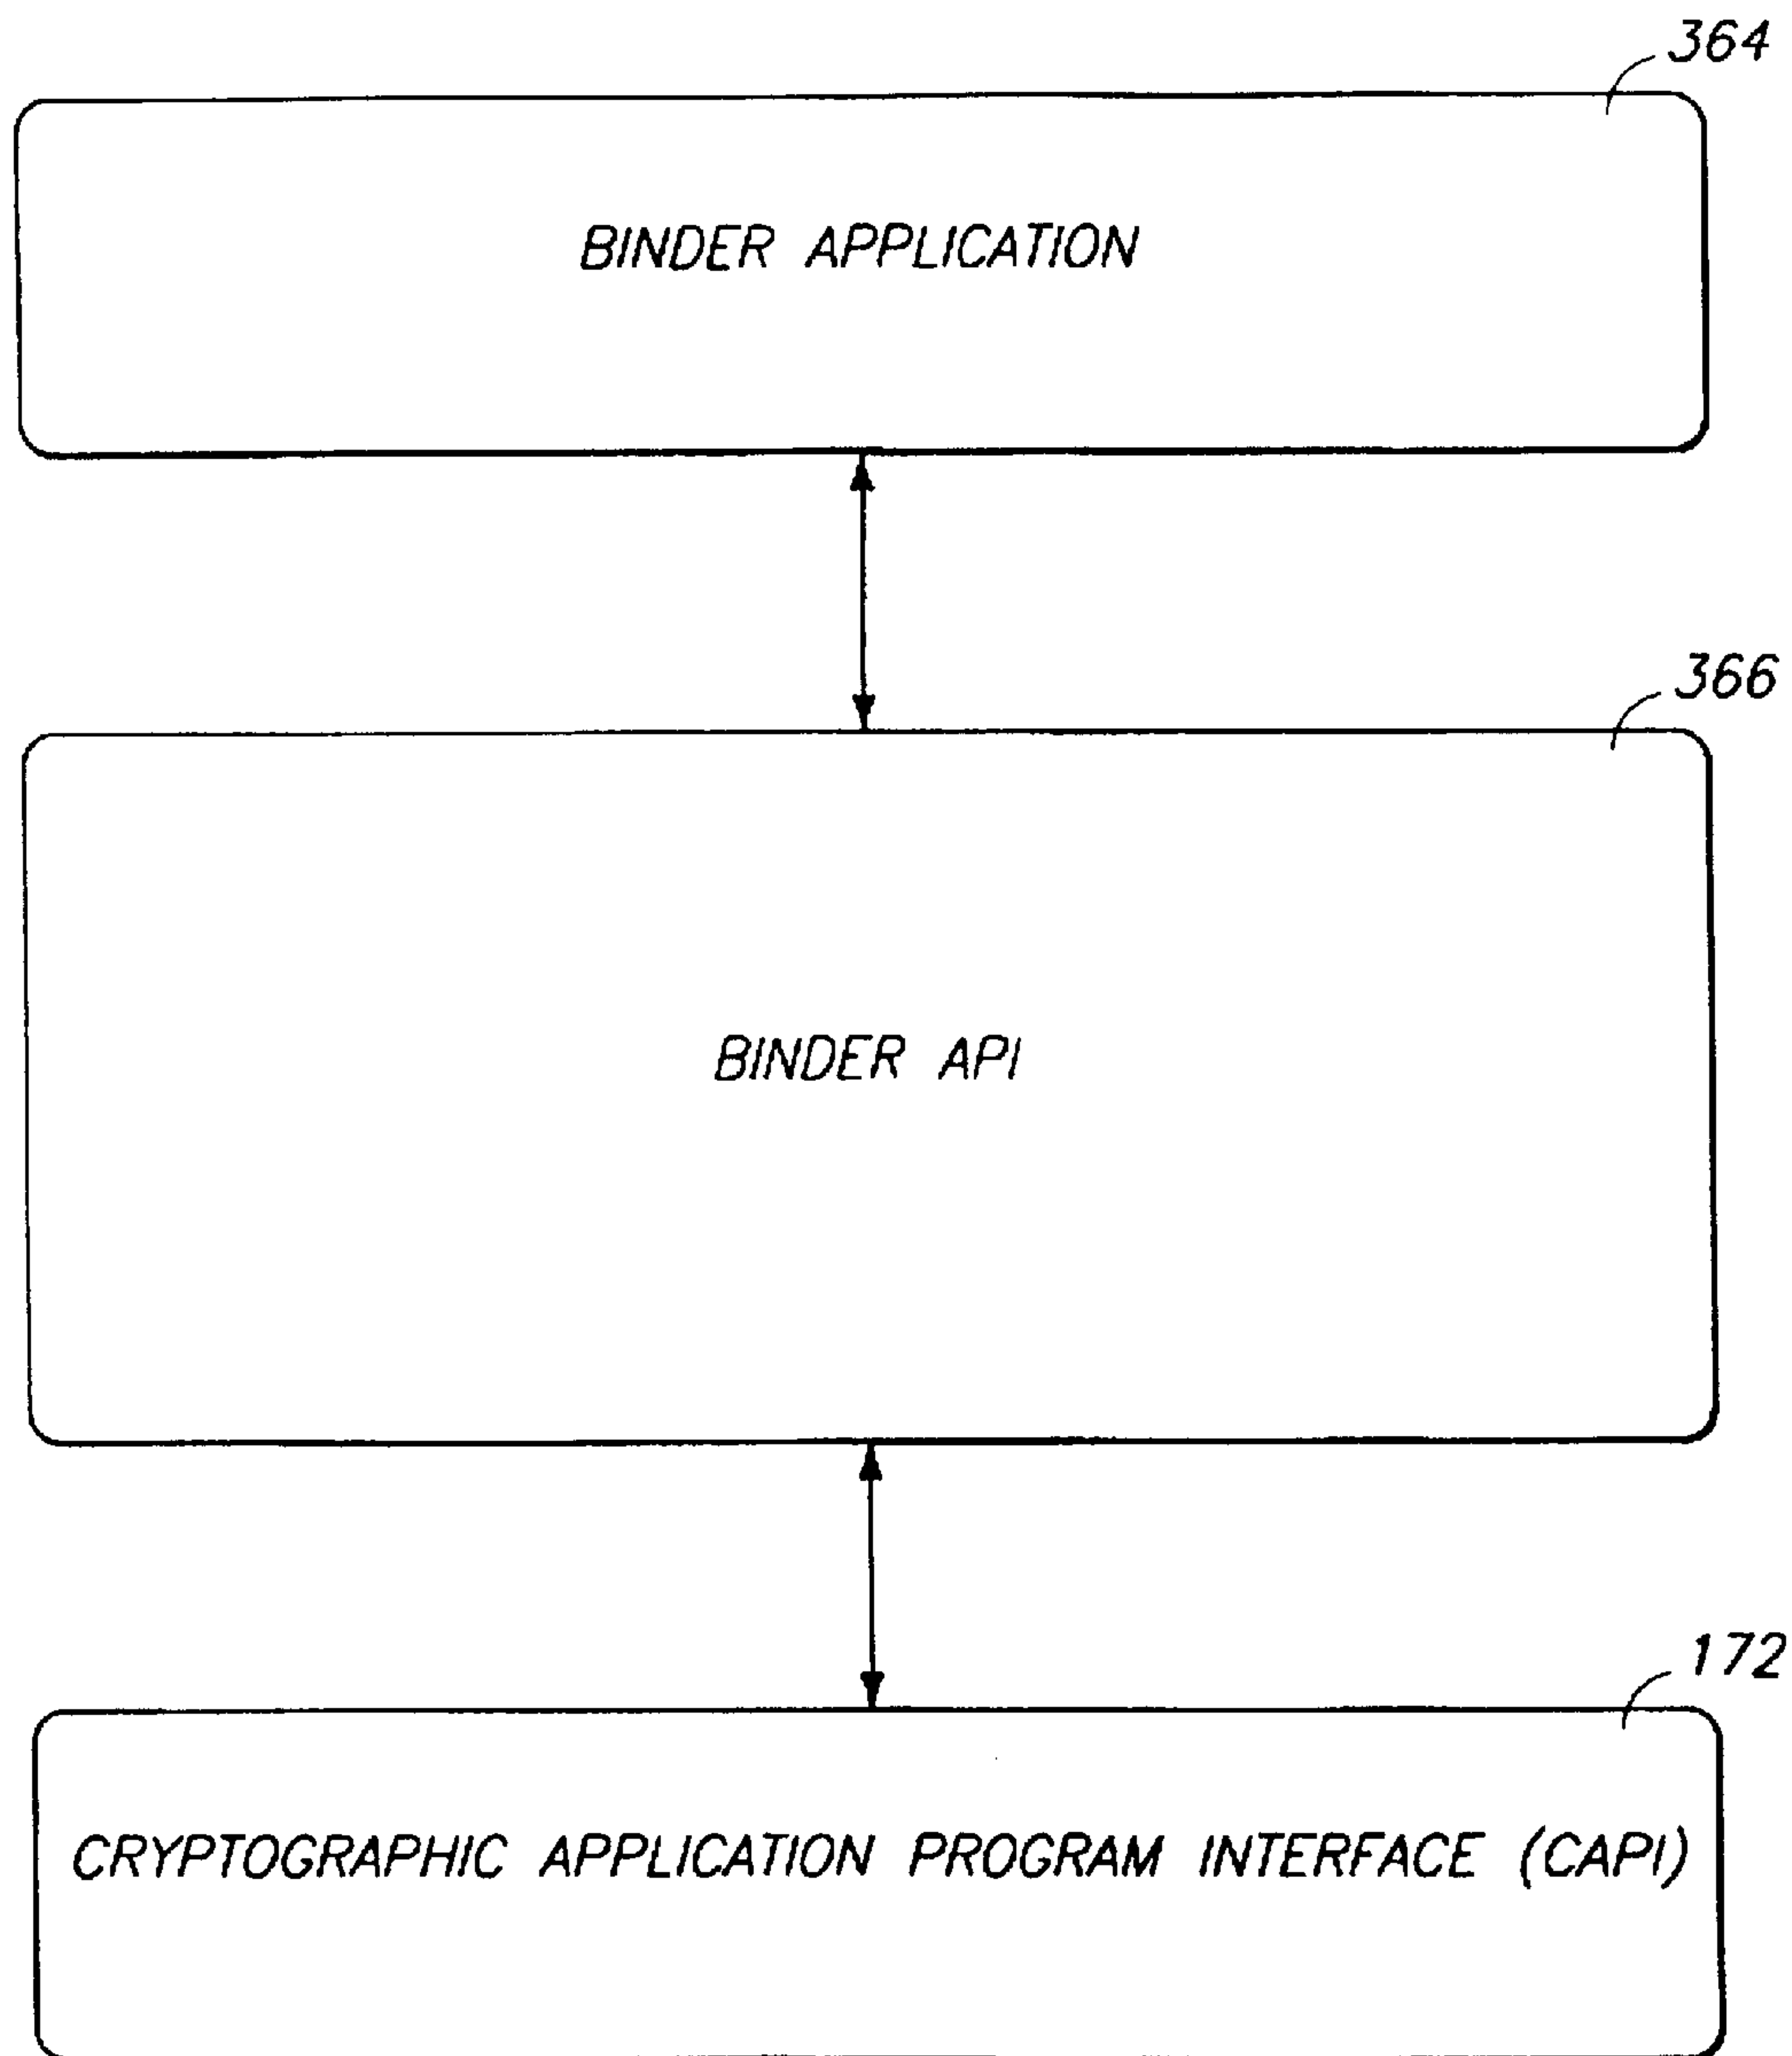 364
BINDER APPLICATION
366
BINDER API
172
CRYPTOGRAPHIC APPLICATION PROGRAM INTERFACE (CAPI)